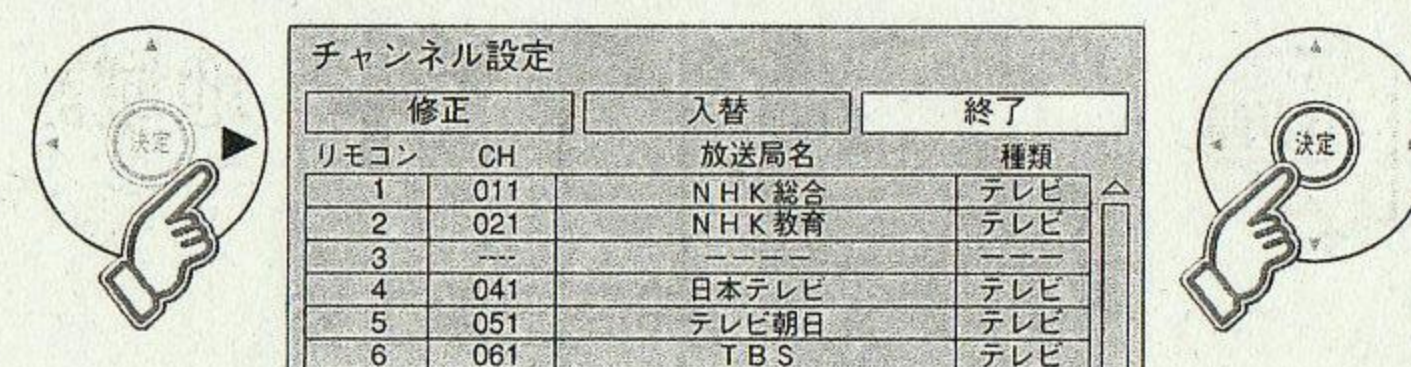 チャンネル設定
修正 入替 終了
リモコン CH 放送局名 種類
1 011 NHK総合 テレビ
2 021 NHK教育 テレビ
3 ---- ーーーー ーーー
4 041 日本テレビ テレビ
5 051 テレビ朝日 テレビ
6 061 TBS テレビ
決定
決定